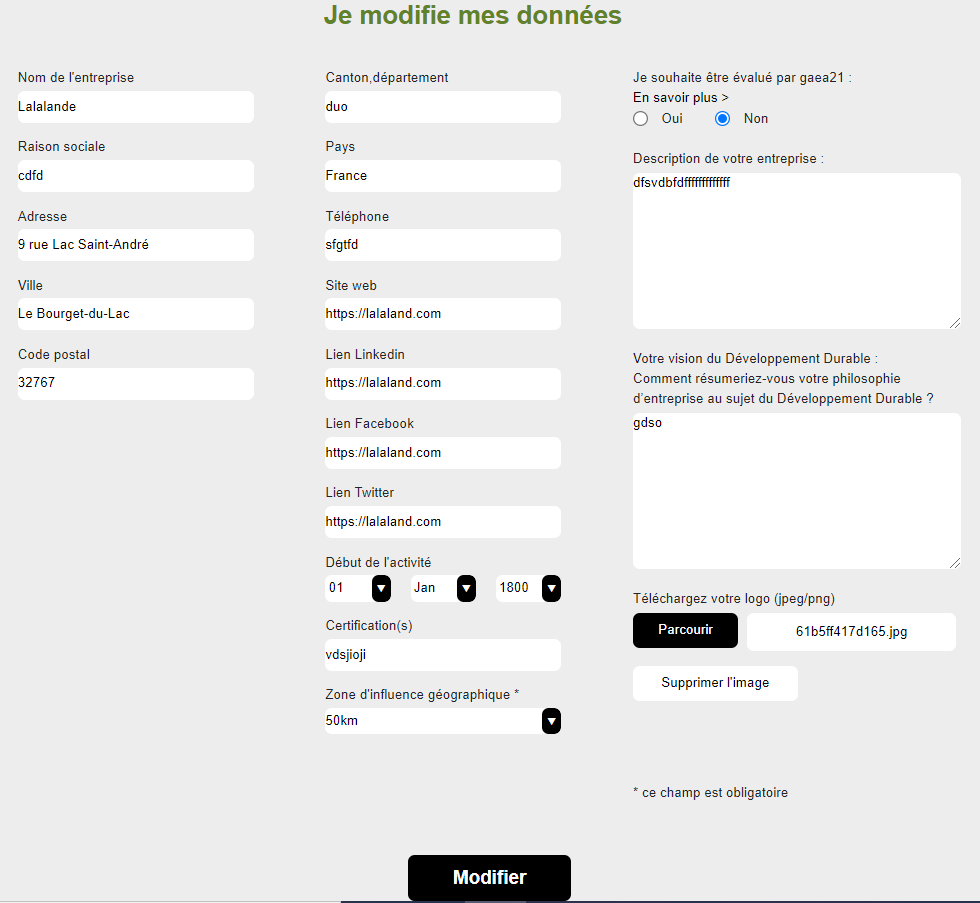 Je modifie mes données
Nom de l'entreprise
Lalalande
Raison sociale
cdfd
Adresse
9 rue Lac Saint-André
Ville
Le Bourget-du-Lac
Code postal
32767
Canton,département
duo
Pays
France
Téléphone
sfgtfd
Site web
https://lalaland.com
Lien Linkedin
https://lalaland.com
Lien Facebook
https://lalaland.com
Lien Twitter
https://lalaland.com
Début de l'activité
01 Jan 1800
Certification(s)
vdsjioji
Zone d'influence géographique *
50km
Je souhaite être évalué par gaea21 :
En savoir plus >
Oui Non
Description de votre entreprise :
dfsvdbfdfffffffffffff
Votre vision du Développement Durable :
Comment résumeriez-vous votre philosophie
d'entreprise au sujet du Développement Durable ?
gdso
Téléchargez votre logo (jpeg/png)
Parcourir 61b5ff417d165.jpg
Supprimer l'image
* ce champ est obligatoire
Modifier